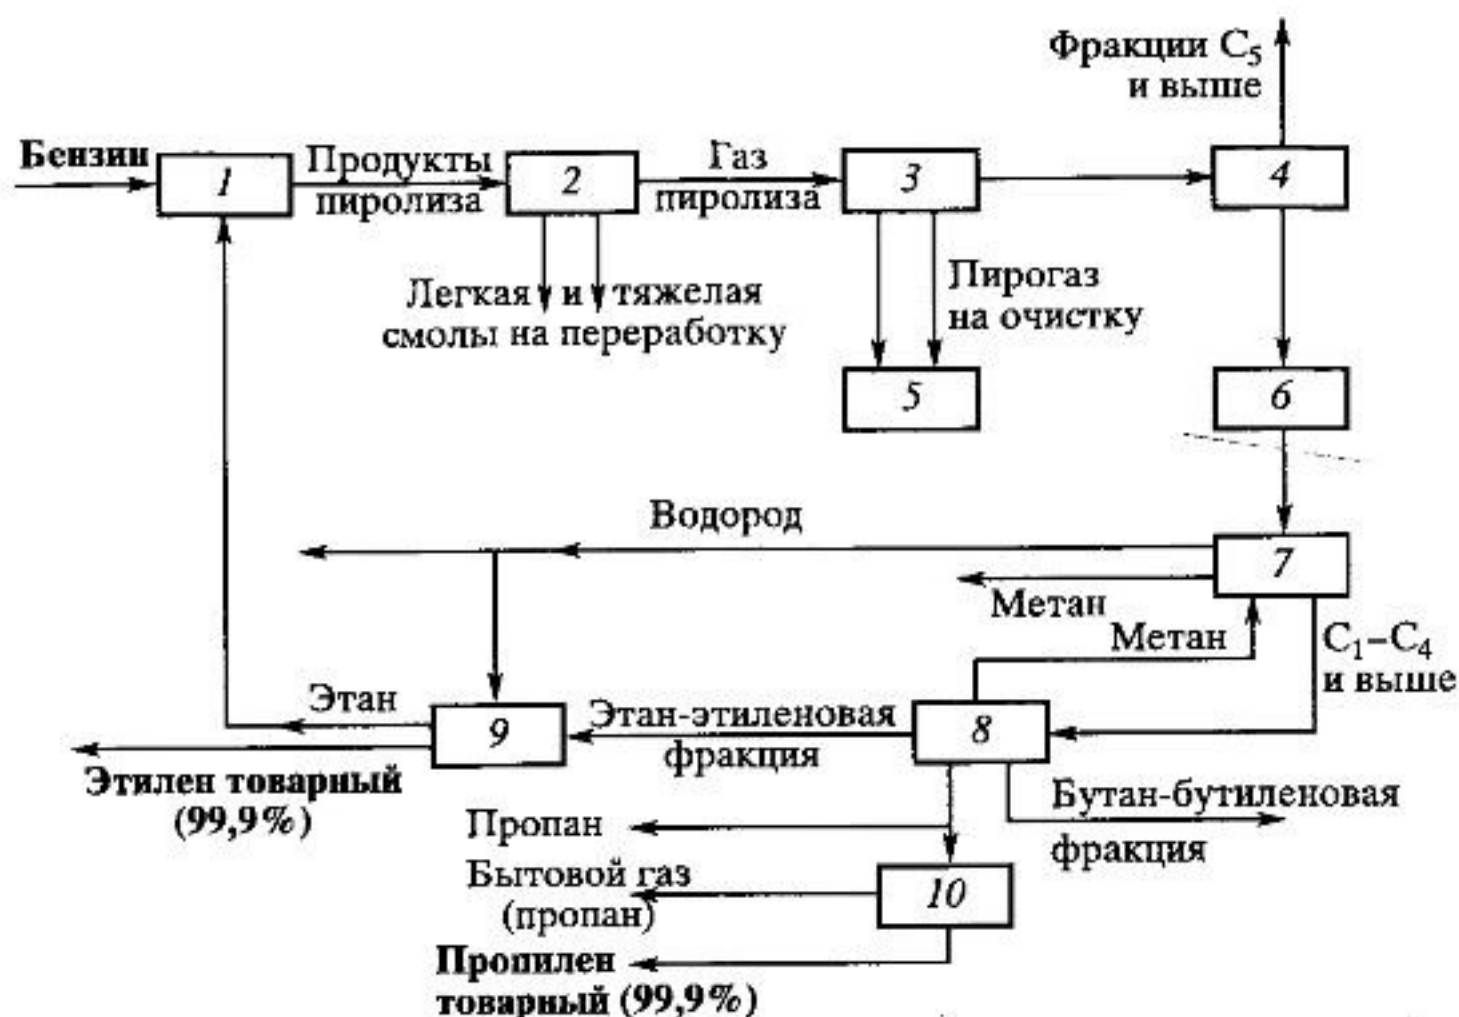 Фракции C₅
и выше
Бензин
1
Продукты
пиролиза
2
Газ
пиролиза
3
4
Легкая и тяжелая
смолы на переработку
Пирогаз
на очистку
5
6
Водород
7
Метан
Метан
C₁–C₄
и выше
Этан
9
Этан-этиленовая
фракция
8
Этилен товарный
(99,9%)
Пропан
Бутан-бутиленовая
фракция
Бытовой газ
(пропан)
10
Пропилен
товарный (99,9%)